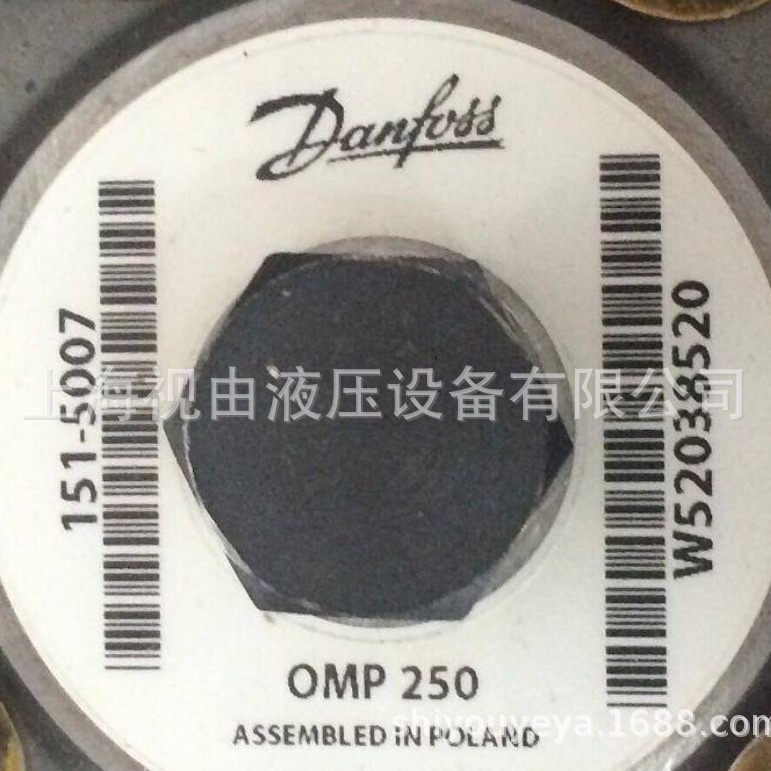 Danfoss
151-5007
W52038520
上海视由液压设备有限公司
OMP 250
shiyouyeya.1688.com
ASSEMBLED IN POLAND